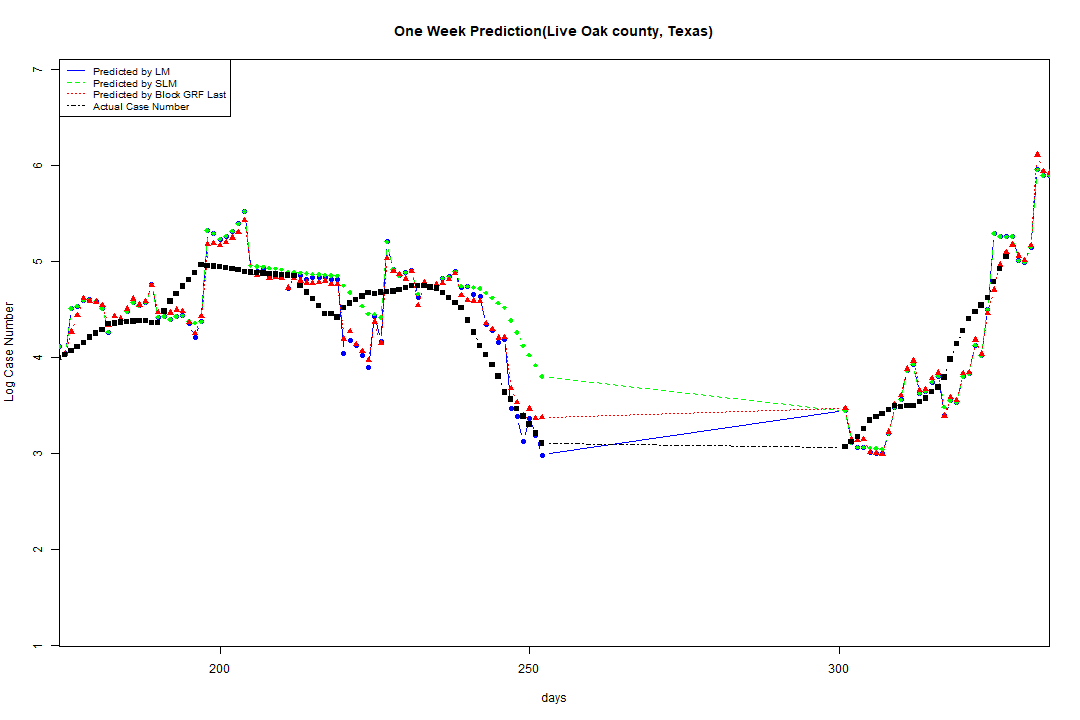 One Week Prediction(Live Oak county, Texas)
Predicted by LM
Predicted by SLM
Predicted by Block GRF Last
Actual Case Number
7
6
5
4
3
2
1
Log Case Number
200 250 300
days